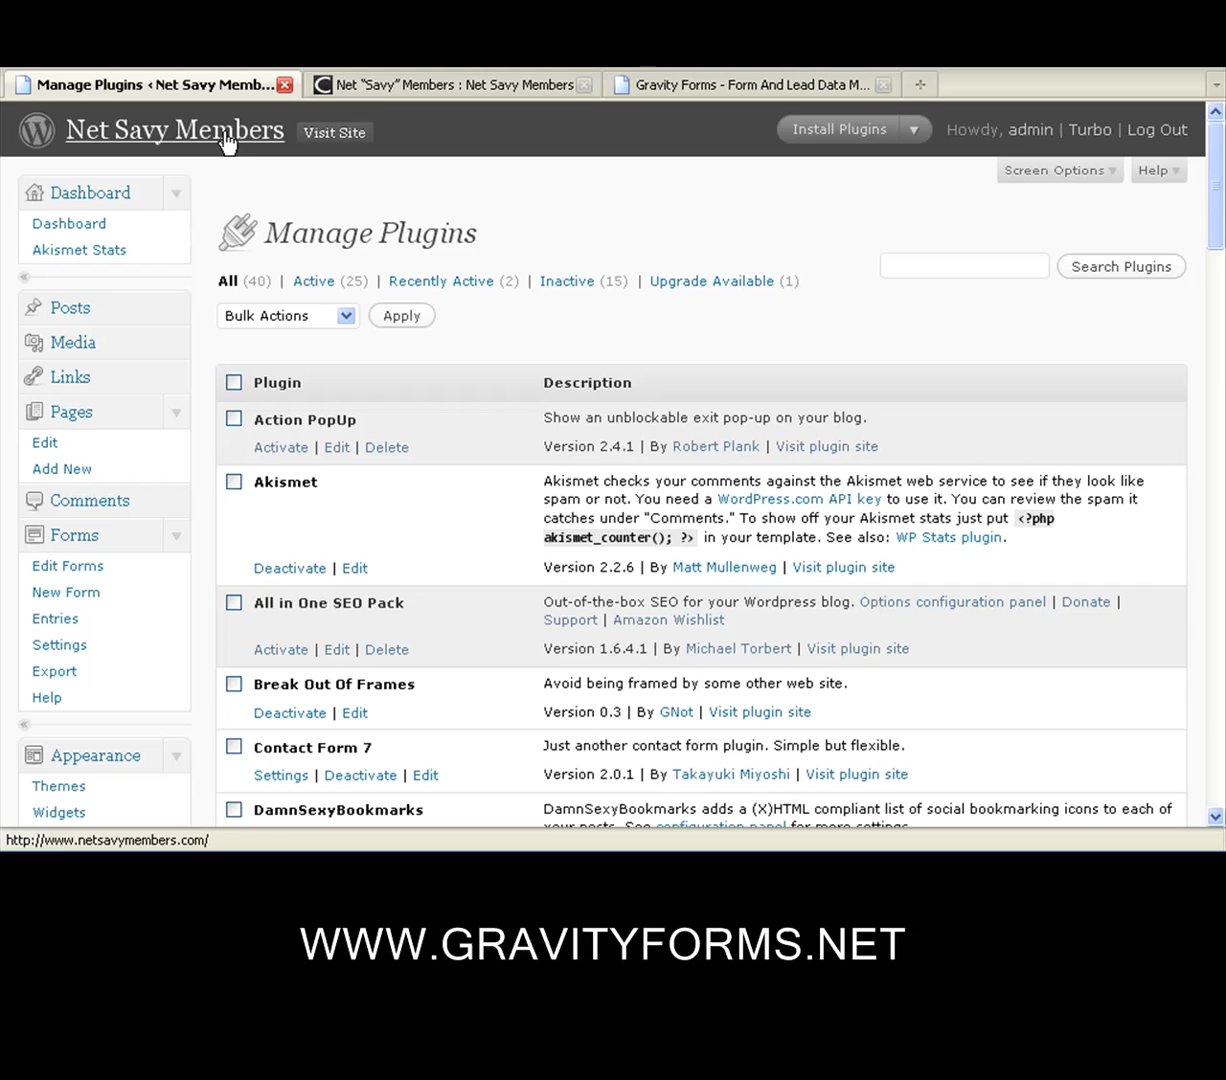 Manage Plugins ‹ Net Savy Memb...
Net "Savy" Members : Net Savy Members
Gravity Forms - Form And Lead Data M...
Net Savy Members
Visit Site
Install Plugins
Howdy, admin | Turbo | Log Out
Screen Options
Help
Dashboard
Dashboard
Akismet Stats
Posts
Media
Links
Pages
Edit
Add New
Comments
Forms
Edit Forms
New Form
Entries
Settings
Export
Help
Appearance
Themes
Widgets
Manage Plugins
All (40) | Active (25) | Recently Active (2) | Inactive (15) | Upgrade Available (1)
Search Plugins
Bulk Actions
Apply
Plugin
Description
Action PopUp
Show an unblockable exit pop-up on your blog.
Activate | Edit | Delete
Version 2.4.1 | By Robert Plank | Visit plugin site
Akismet
Akismet checks your comments against the Akismet web service to see if they look like
spam or not. You need a WordPress.com API key to use it. You can review the spam it
catches under "Comments." To show off your Akismet stats just put <?php
akismet_counter(); ?> in your template. See also: WP Stats plugin.
Deactivate | Edit
Version 2.2.6 | By Matt Mullenweg | Visit plugin site
All in One SEO Pack
Out-of-the-box SEO for your Wordpress blog. Options configuration panel | Donate |
Support | Amazon Wishlist
Activate | Edit | Delete
Version 1.6.4.1 | By Michael Torbert | Visit plugin site
Break Out Of Frames
Avoid being framed by some other web site.
Deactivate | Edit
Version 0.3 | By GNot | Visit plugin site
Contact Form 7
Just another contact form plugin. Simple but flexible.
Settings | Deactivate | Edit
Version 2.0.1 | By Takayuki Miyoshi | Visit plugin site
DamnSexyBookmarks
DamnSexyBookmarks adds a (X)HTML compliant list of social bookmarking icons to each of
your posts. See configuration panel for more settings.
http://www.netsavymembers.com/
WWW.GRAVITYFORMS.NET